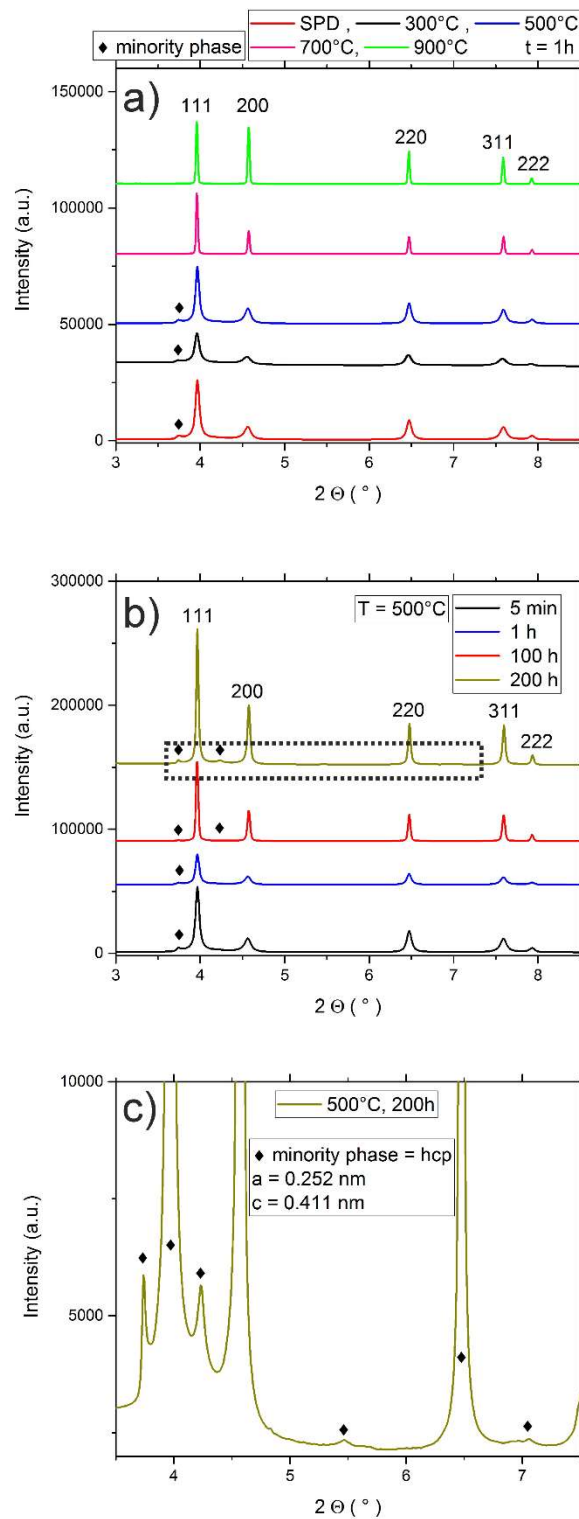 ♦ minority phase
SPD , 300°C , 500°C
700°C, 900°C t = 1h
a)
111 200 220 311 222
150000
100000
50000
0
Intensity (a.u.)
3 4 5 6 7 8
2 Θ ( ° )
b)
T = 500°C
5 min
1 h
100 h
200 h
111 200 220 311 222
300000
200000
100000
0
Intensity (a.u.)
3 4 5 6 7 8
2 Θ ( ° )
c)
500°C, 200h
♦ minority phase = hcp
a = 0.252 nm
c = 0.411 nm
10000
5000
Intensity (a.u.)
4 5 6 7
2 Θ ( ° )